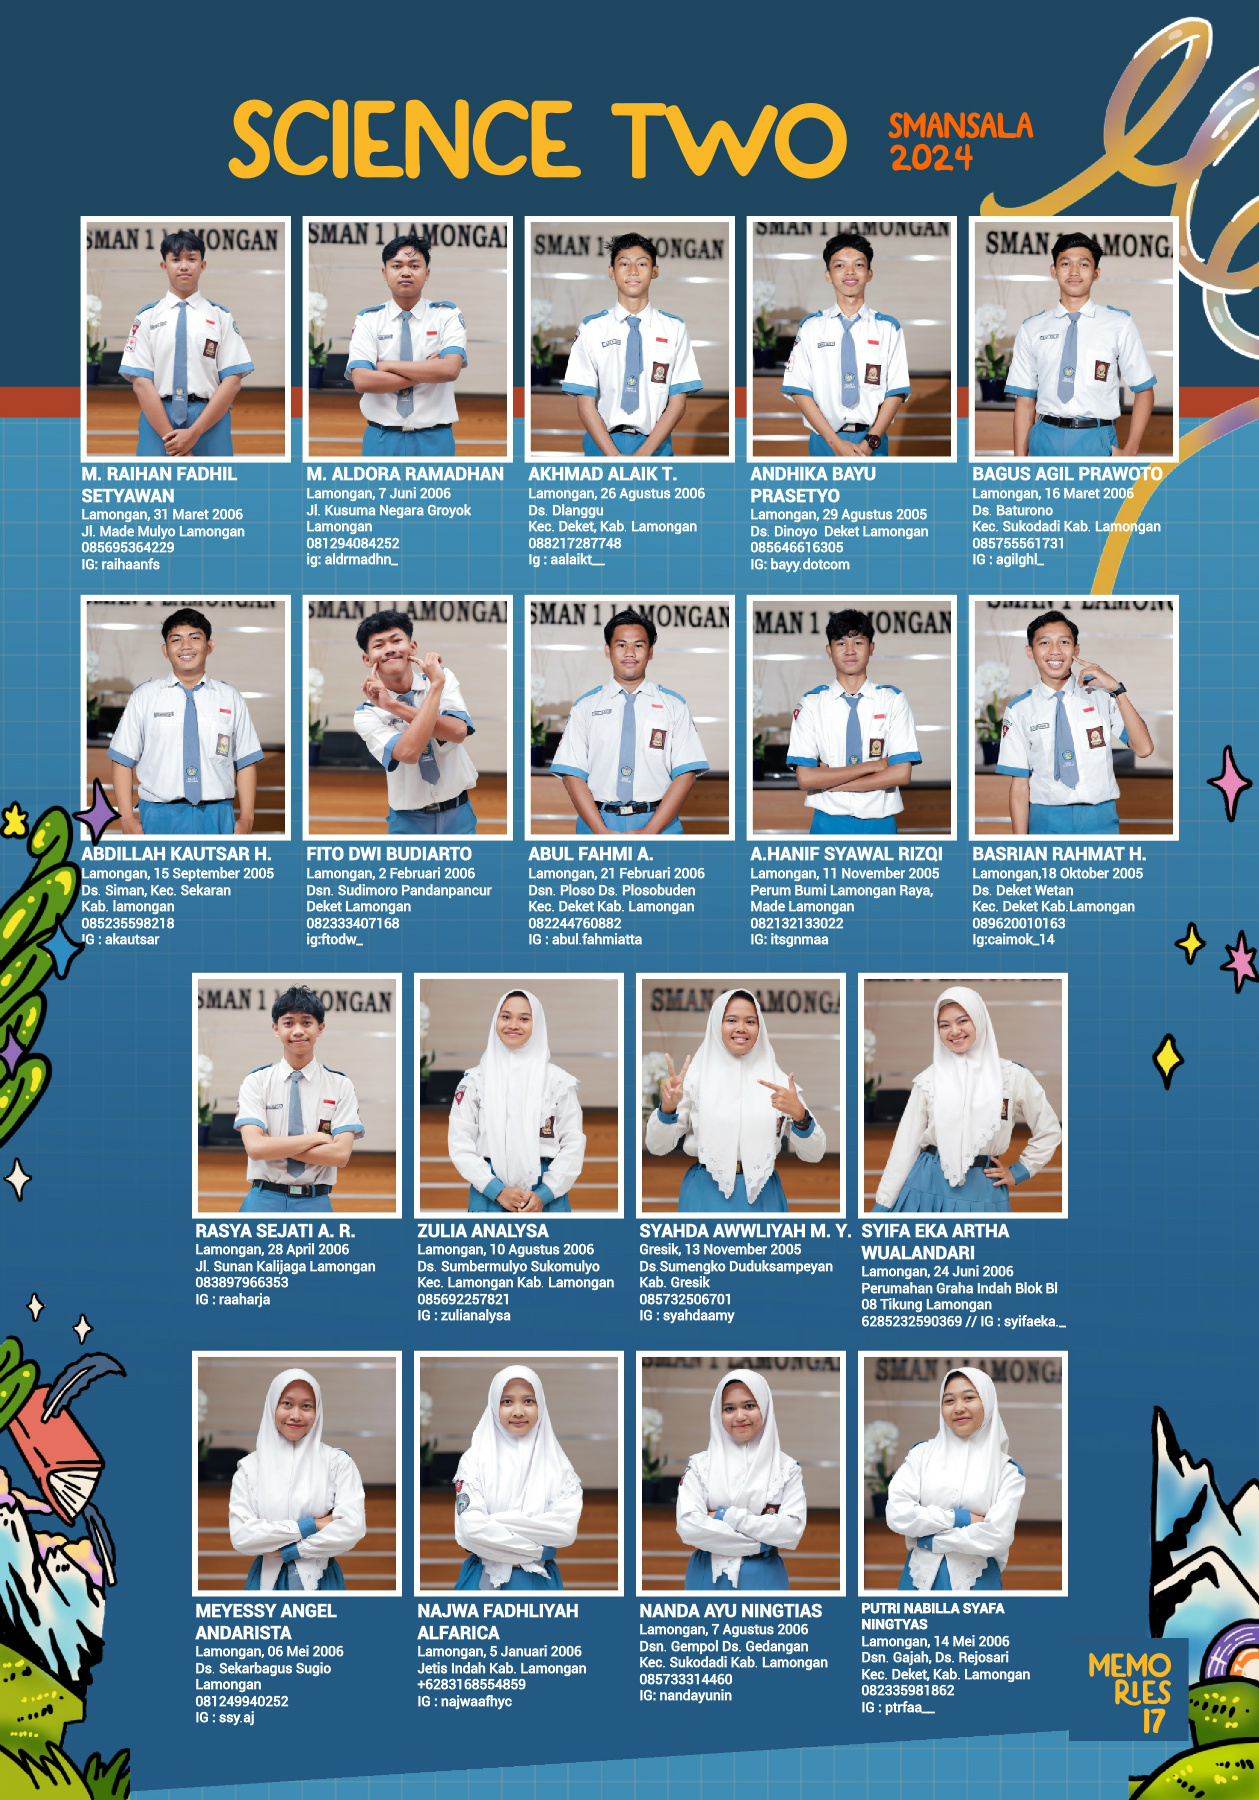 SCIENCE TWO
SMANSALA
2024
SMAN 1 LAMONGAN
SMAN 1 LAMONGAN
SMAN 1 LAMONGAN
SMAN 1 LAMONGAN
SMAN 1 LAMONG
M. RAIHAN FADHIL
SETYAWAN
Lamongan, 31 Maret 2006
Jl. Made Mulyo Lamongan
085695364229
IG: raihaanfs
M. ALDORA RAMADHAN
Lamongan, 7 Juni 2006
Jl. Kusuma Negara Groyok
Lamongan
081294084252
ig: aldrmadhn_
AKHMAD ALAIK T.
Lamongan, 26 Agustus 2006
Ds. Dlanggu
Kec. Deket, Kab. Lamongan
088217287748
Ig : aalaikt__
ANDHIKA BAYU
PRASETYO
Lamongan, 29 Agustus 2005
Ds. Dinoyo  Deket Lamongan
085646616305
IG: bayy.dotcom
BAGUS AGIL PRAWOTO
Lamongan, 16 Maret 2006
Ds. Baturono
Kec. Sukodadi Kab. Lamongan
085755561731
IG : agilghl_
ABDILLAH KAUTSAR H.
Lamongan, 15 September 2005
Ds. Siman, Kec. Sekaran
Kab. lamongan
085235598218
IG : akautsar
FITO DWI BUDIARTO
Lamongan, 2 Februari 2006
Dsn. Sudimoro Pandanpancur
Deket Lamongan
082333407168
ig:ftodw_
ABUL FAHMI A.
Lamongan, 21 Februari 2006
Dsn. Ploso Ds. Plosobuden
Kec. Deket Kab. Lamongan
082244760882
IG : abul.fahmiatta
A.HANIF SYAWAL RIZQI
Lamongan, 11 November 2005
Perum Bumi Lamongan Raya,
Made Lamongan
082132133022
IG: itsgnmaa
BASRIAN RAHMAT H.
Lamongan,18 Oktober 2005
Ds. Deket Wetan
Kec. Deket Kab.Lamongan
089620010163
Ig:caimok_14
RASYA SEJATI A. R.
Lamongan, 28 April 2006
Jl. Sunan Kalijaga Lamongan
083897966353
IG : raaharja
ZULIA ANALYSA
Lamongan, 10 Agustus 2006
Ds. Sumbermulyo Sukomulyo
Kec. Lamongan Kab. Lamongan
085692257821
IG : zulianalysa
SYAHDA AWWLIYAH M. Y.
Gresik, 13 November 2005
Ds.Sumengko Duduksampeyan
Kab. Gresik
085732506701
IG : syahdaamy
SYIFA EKA ARTHA
WUALANDARI
Lamongan, 24 Juni 2006
Perumahan Graha Indah Blok Bl
08 Tikung Lamongan
6285232590369 // IG : syifaeka._
MEYESSY ANGEL
ANDARISTA
Lamongan, 06 Mei 2006
Ds. Sekarbagus Sugio
Lamongan
081249940252
IG : ssy.aj
NAJWA FADHLIYAH
ALFARICA
Lamongan, 5 Januari 2006
Jetis Indah Kab. Lamongan
+6283168554859
IG : najwaafhyc
NANDA AYU NINGTIAS
Lamongan, 7 Agustus 2006
Dsn. Gempol Ds. Gedangan
Kec. Sukodadi Kab. Lamongan
085733314460
IG: nandayunin
PUTRI NABILLA SYAFA
NINGTYAS
Lamongan, 14 Mei 2006
Dsn. Gajah, Ds. Rejosari
Kec. Deket, Kab. Lamongan
082335981862
IG : ptrfaa__
MEMO
RIES
17